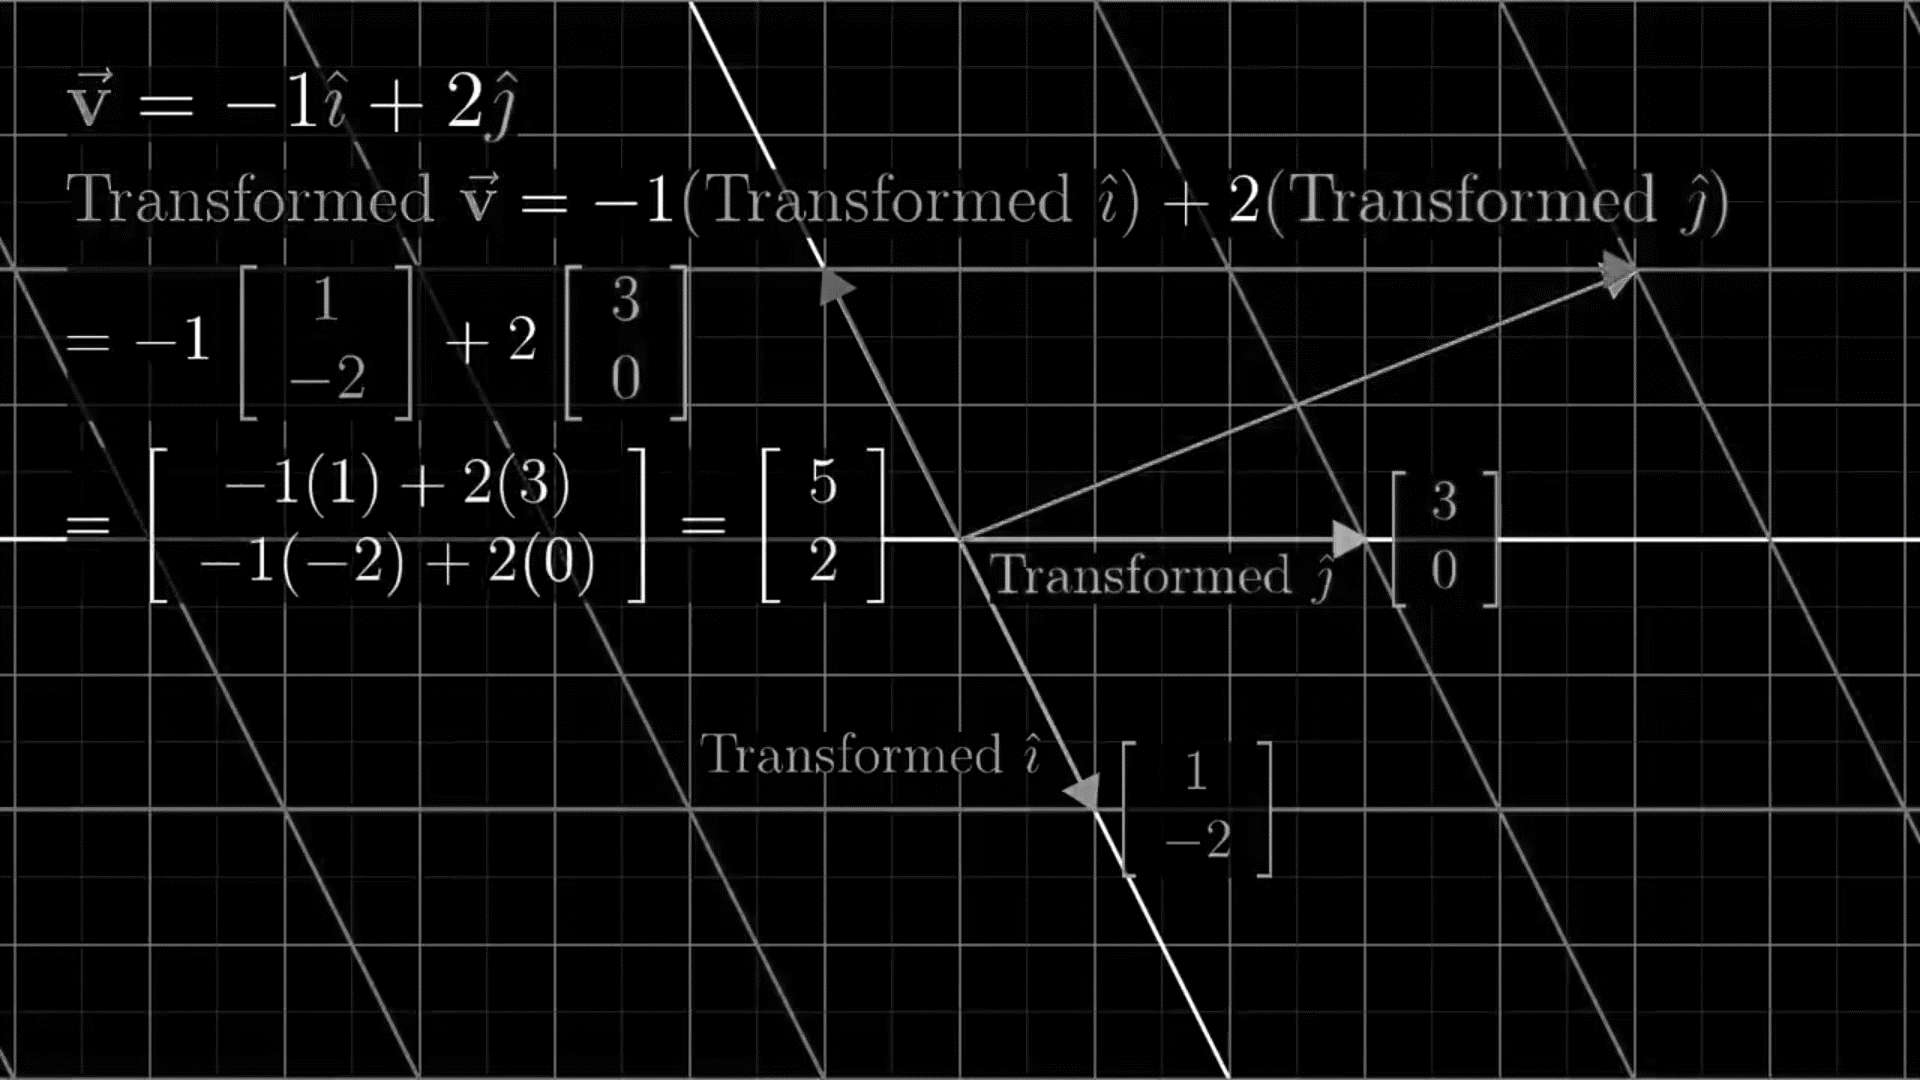 v⃗ = −1î + 2ĵ
Transformed v⃗ = −1(Transformed î) + 2(Transformed ĵ)
= −1 [1 −2] + 2 [3 0]
= [−1(1) + 2(3) −1(−2) + 2(0)] = [5 2]
Transformed ĵ [3 0]
Transformed î [1 −2]